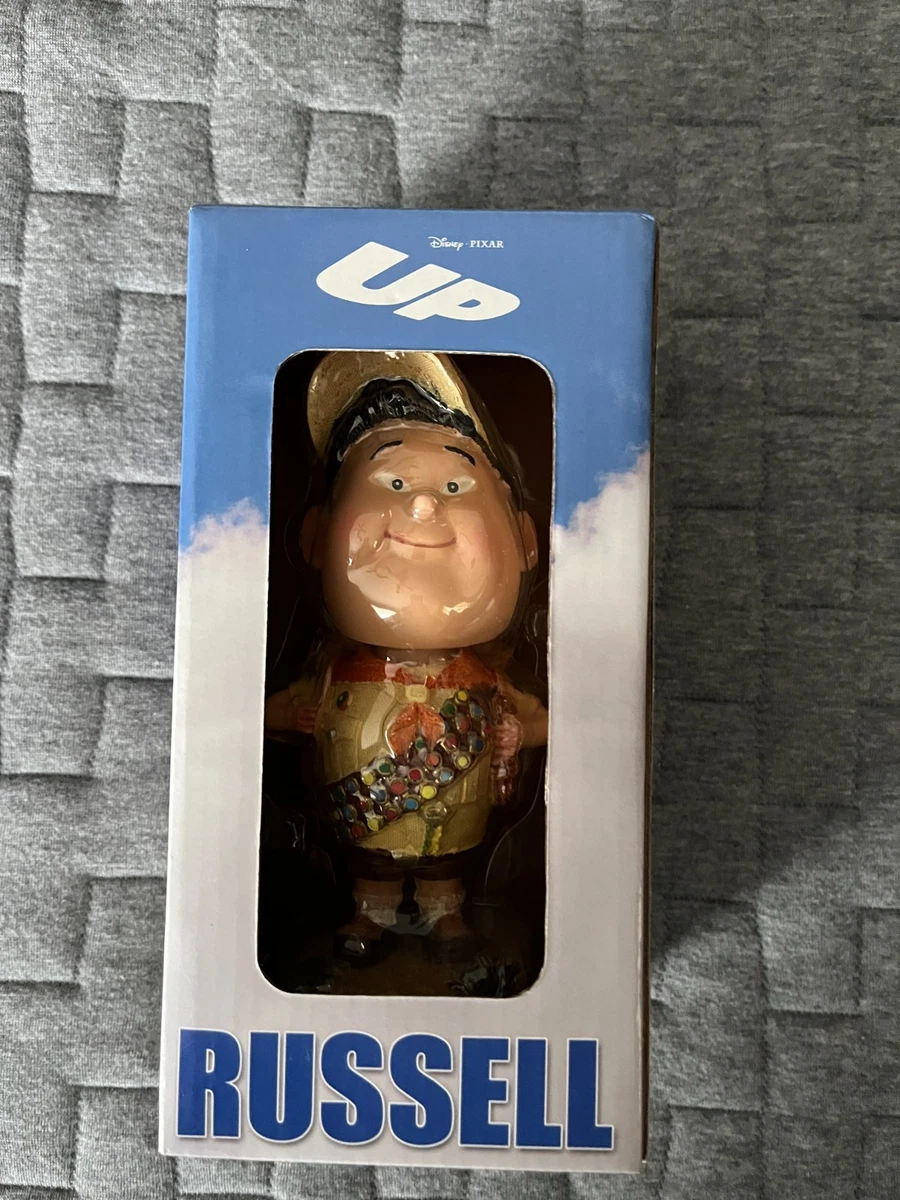 Disney · PIXAR
UP
RUSSELL